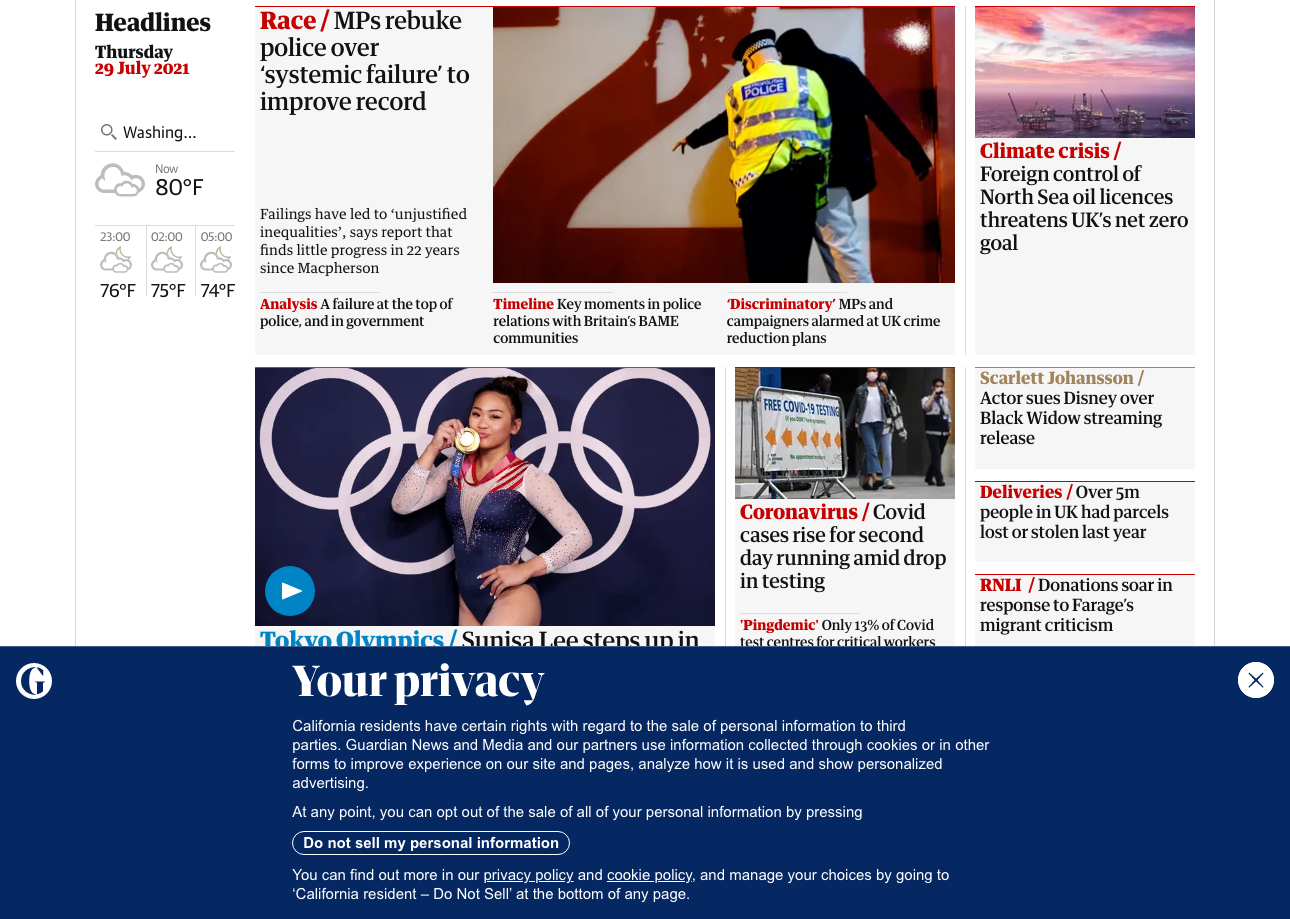 Headlines
Thursday
29 July 2021
Washing...
Now
80°F
23:00
02:00
05:00
76°F
75°F
74°F
Race / MPs rebuke
police over
‘systemic failure’ to
improve record
Failings have led to ‘unjustified
inequalities’, says report that
finds little progress in 22 years
since Macpherson
METROPOLITAN
POLICE
2
Analysis A failure at the top of
police, and in government
Timeline Key moments in police
relations with Britain’s BAME
communities
‘Discriminatory’ MPs and
campaigners alarmed at UK crime
reduction plans
Climate crisis /
Foreign control of
North Sea oil licences
threatens UK’s net zero
goal
Tokyo Olympics / Sunisa Lee steps up in
FREE COVID-19 TESTING
Coronavirus / Covid
cases rise for second
day running amid drop
in testing
'Pingdemic' Only 13% of Covid
test centres for critical workers
Scarlett Johansson /
Actor sues Disney over
Black Widow streaming
release
Deliveries / Over 5m
people in UK had parcels
lost or stolen last year
RNLI / Donations soar in
response to Farage’s
migrant criticism
G
Your privacy
California residents have certain rights with regard to the sale of personal information to third
parties. Guardian News and Media and our partners use information collected through cookies or in other
forms to improve experience on our site and pages, analyze how it is used and show personalized
advertising.
At any point, you can opt out of the sale of all of your personal information by pressing
Do not sell my personal information
You can find out more in our privacy policy and cookie policy, and manage your choices by going to
‘California resident – Do Not Sell’ at the bottom of any page.